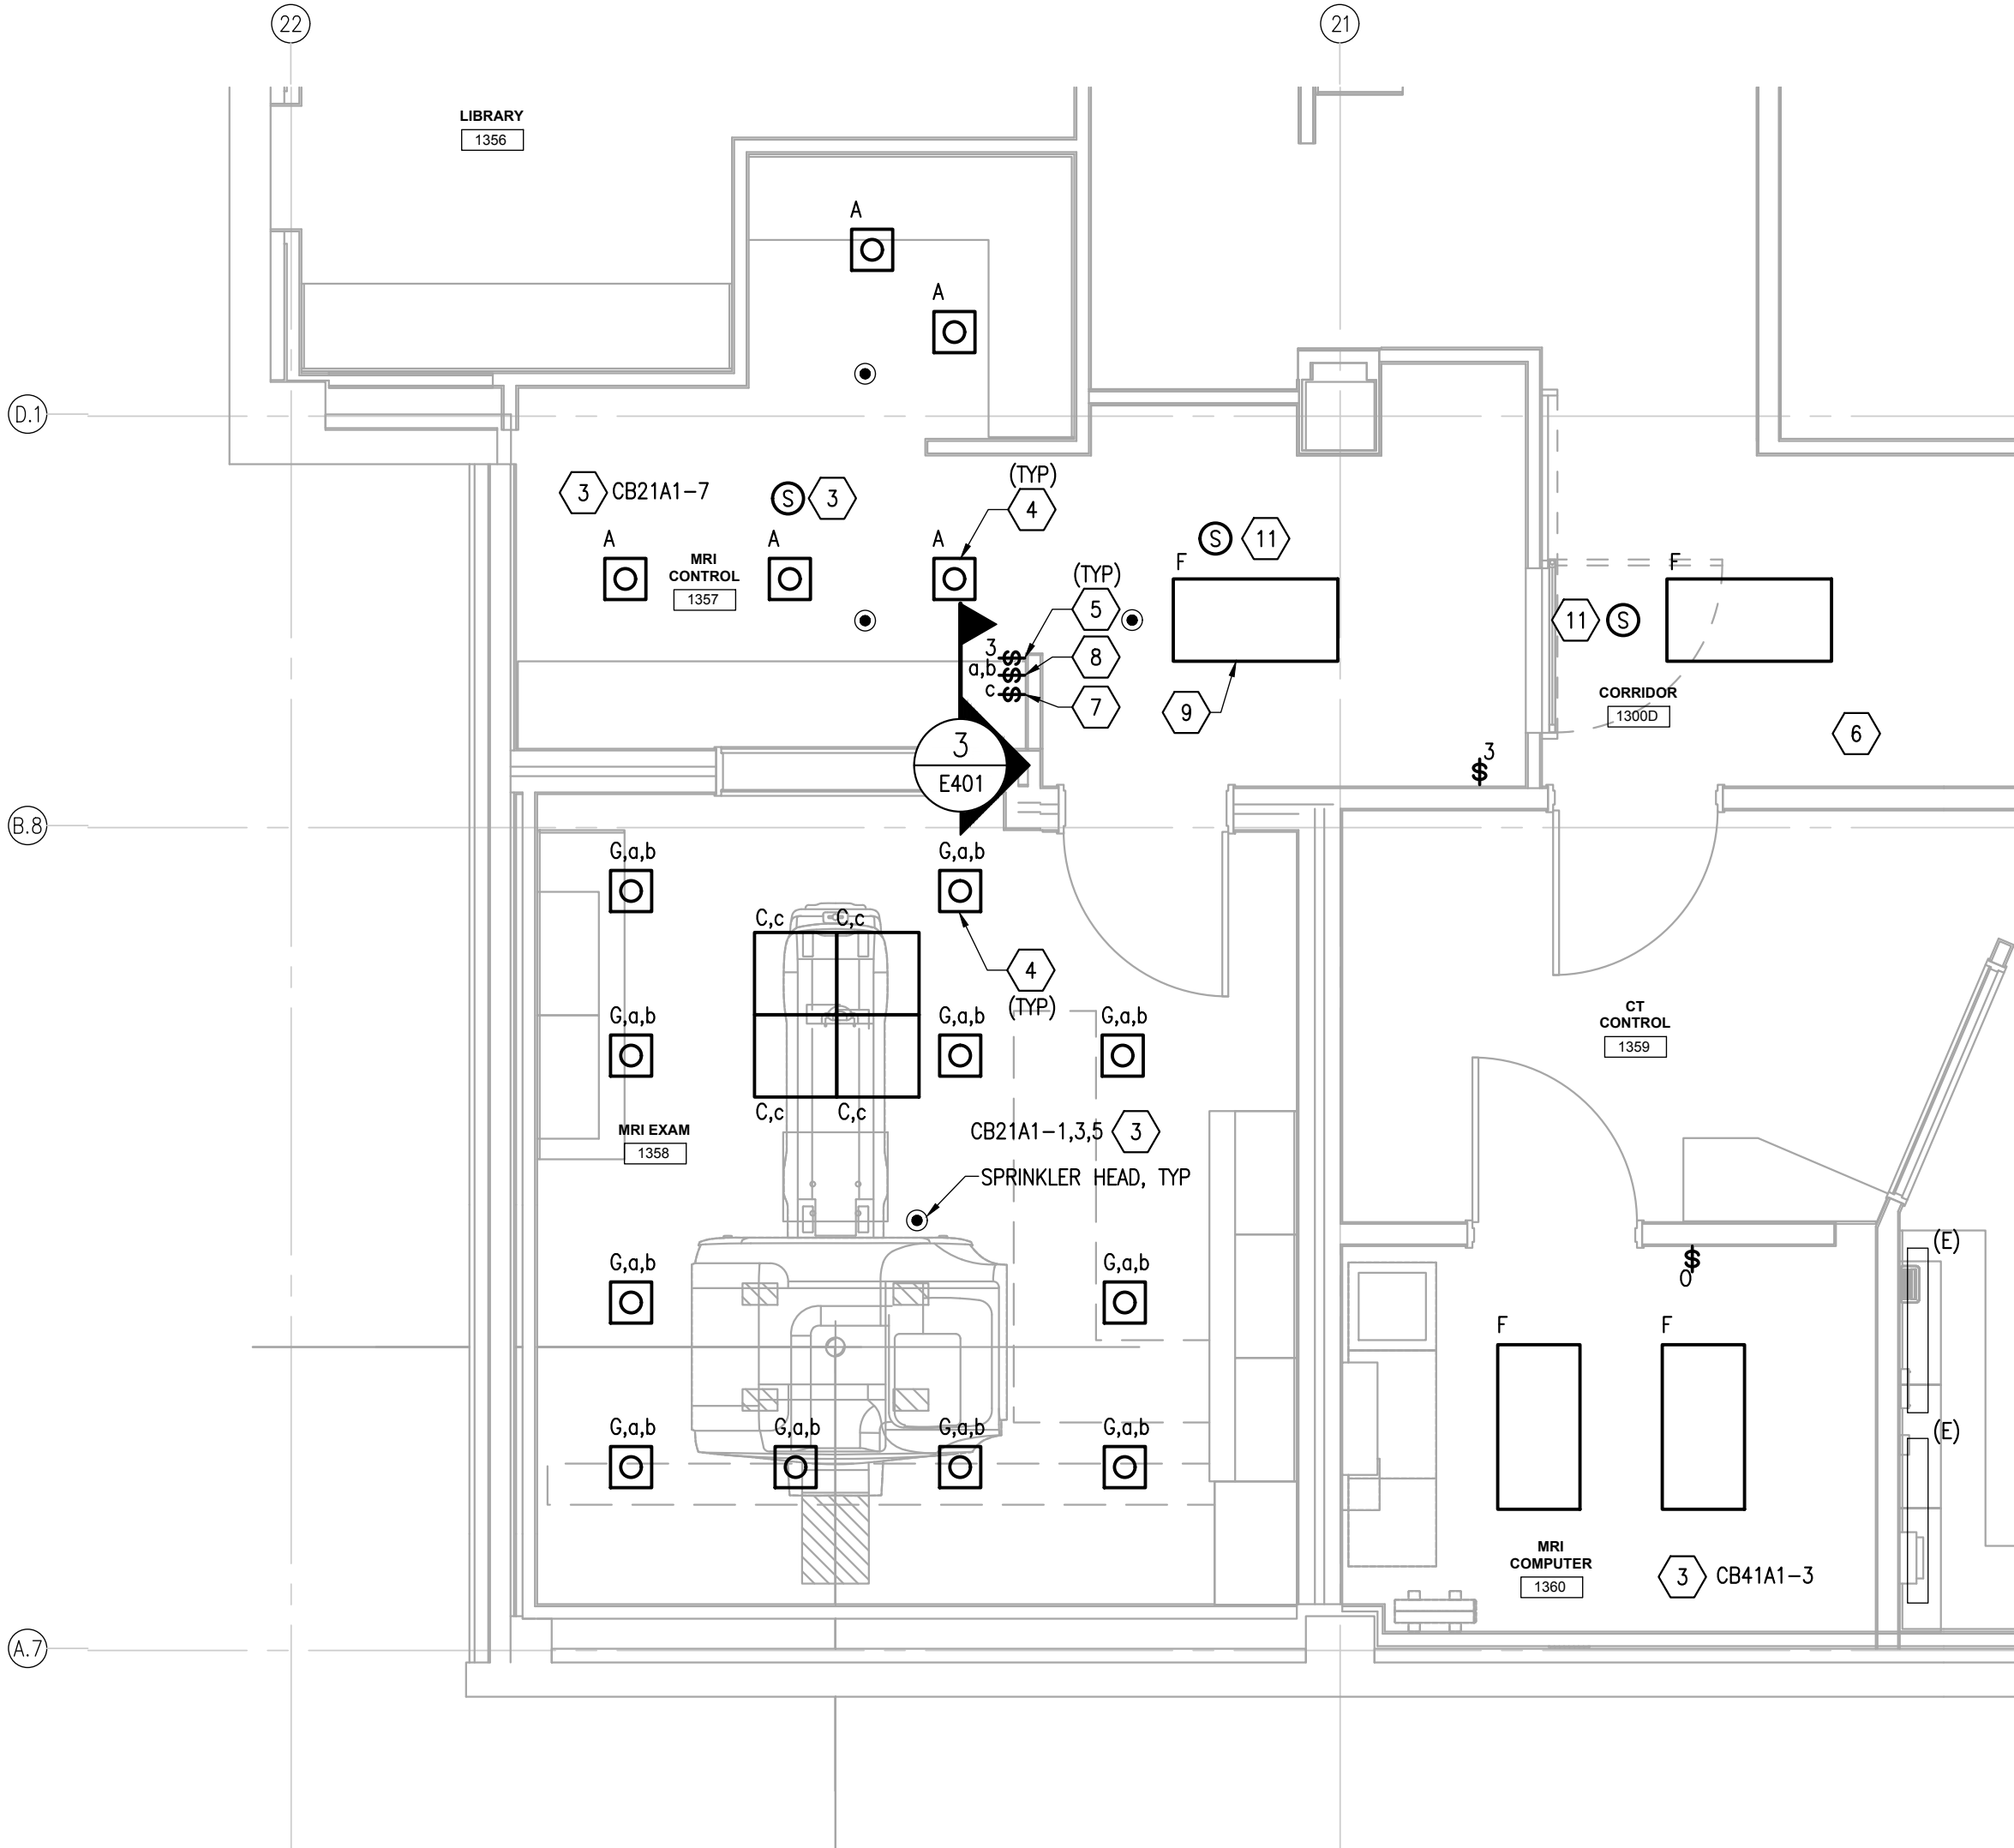 22
21
LIBRARY
1356
A
A
D.1
(TYP)
3 CB21A1-7
S 3
4
A
A
A
MRI
CONTROL
1357
S 11
F
F
(TYP)
5
11 S
3
a,b
c
8
7
9
CORRIDOR
1300D
6
3
E401
3
B.8
G,a,b
G,a,b
C,c
C,c
4
(TYP)
G,a,b
G,a,b
G,a,b
CT
CONTROL
1359
C,c
C,c
CB21A1-1,3,5 3
MRI EXAM
1358
SPRINKLER HEAD, TYP
G,a,b
G,a,b
(E)
O
F
F
G,a,b
G,a,b
G,a,b
G,a,b
(E)
MRI
COMPUTER
1360
3 CB41A1-3
A.7